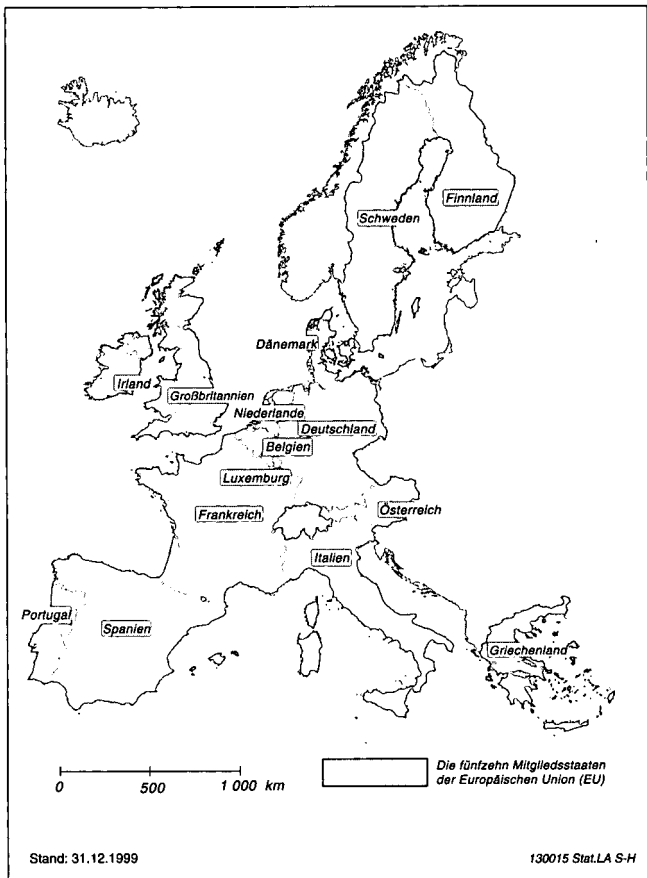 Finnland
Schweden
Dänemark
Irland
Großbritannien
Niederlande
Deutschland
Belgien
Luxemburg
Frankreich
Österreich
Italien
Portugal
Spanien
Griechenland
0 500 1 000 km
Die fünfzehn Mitgliedsstaaten
der Europäischen Union (EU)
Stand: 31.12.1999
130015 Stat.LA S-H